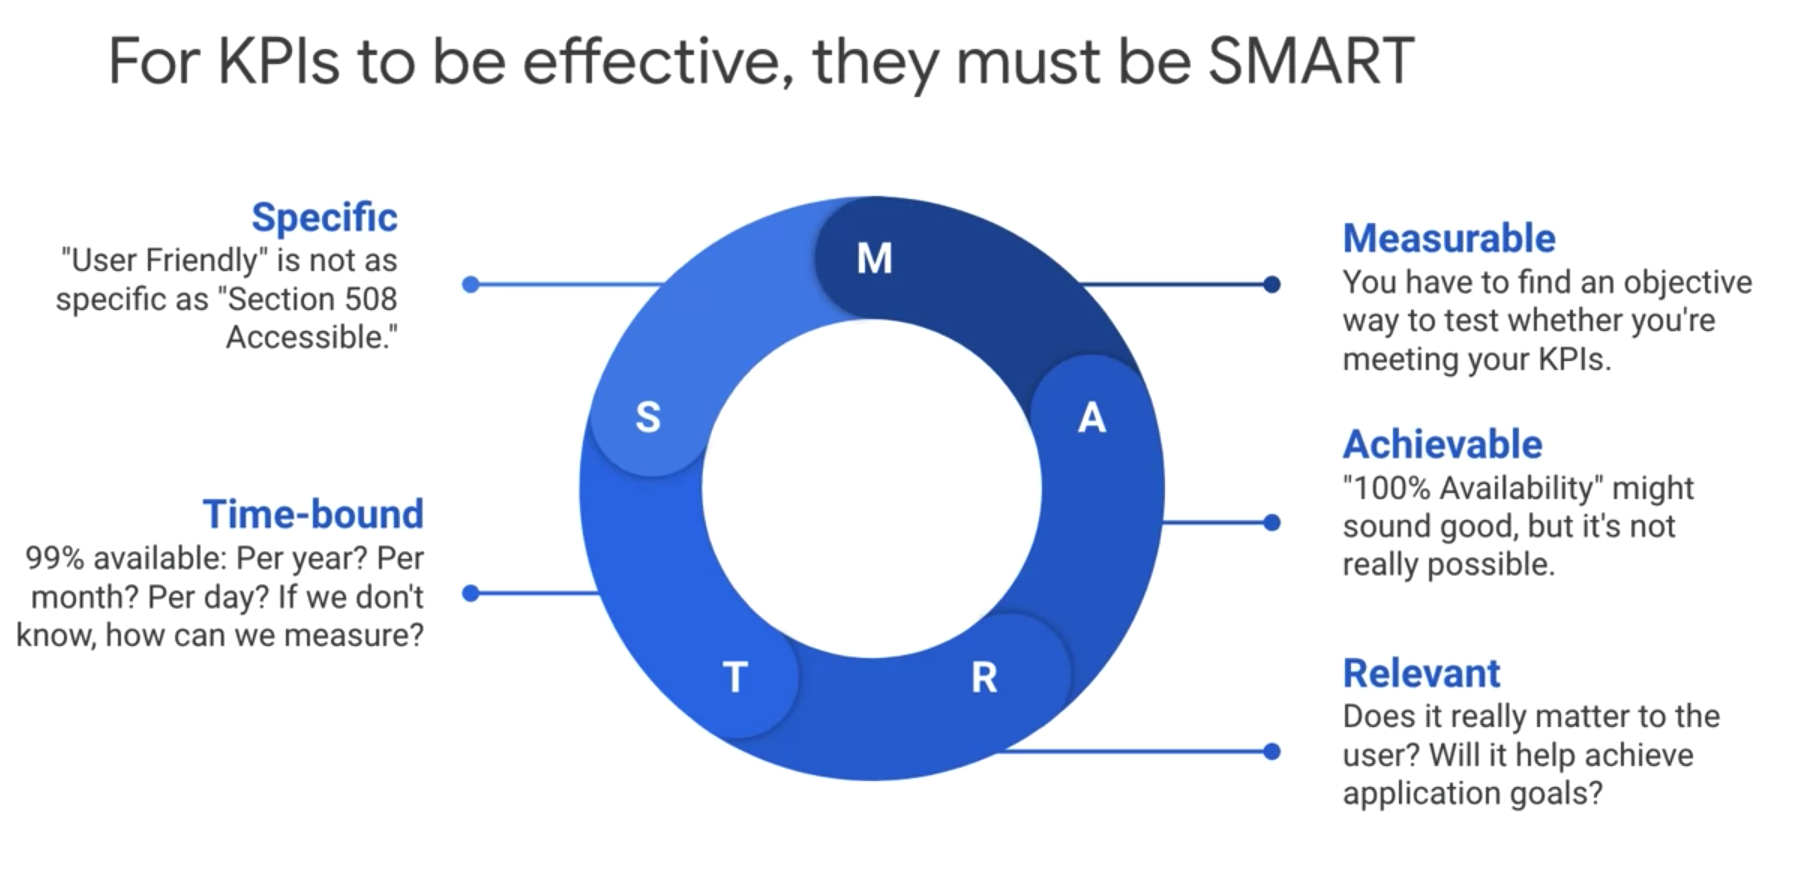 For KPIs to be effective, they must be SMART
Specific
"User Friendly" is not as
specific as "Section 508
Accessible."
M
Measurable
You have to find an objective
way to test whether you're
meeting your KPIs.
S
A
Achievable
"100% Availability" might
sound good, but it's not
really possible.
Time-bound
99% available: Per year? Per
month? Per day? If we don't
know, how can we measure?
T
R
Relevant
Does it really matter to the
user? Will it help achieve
application goals?